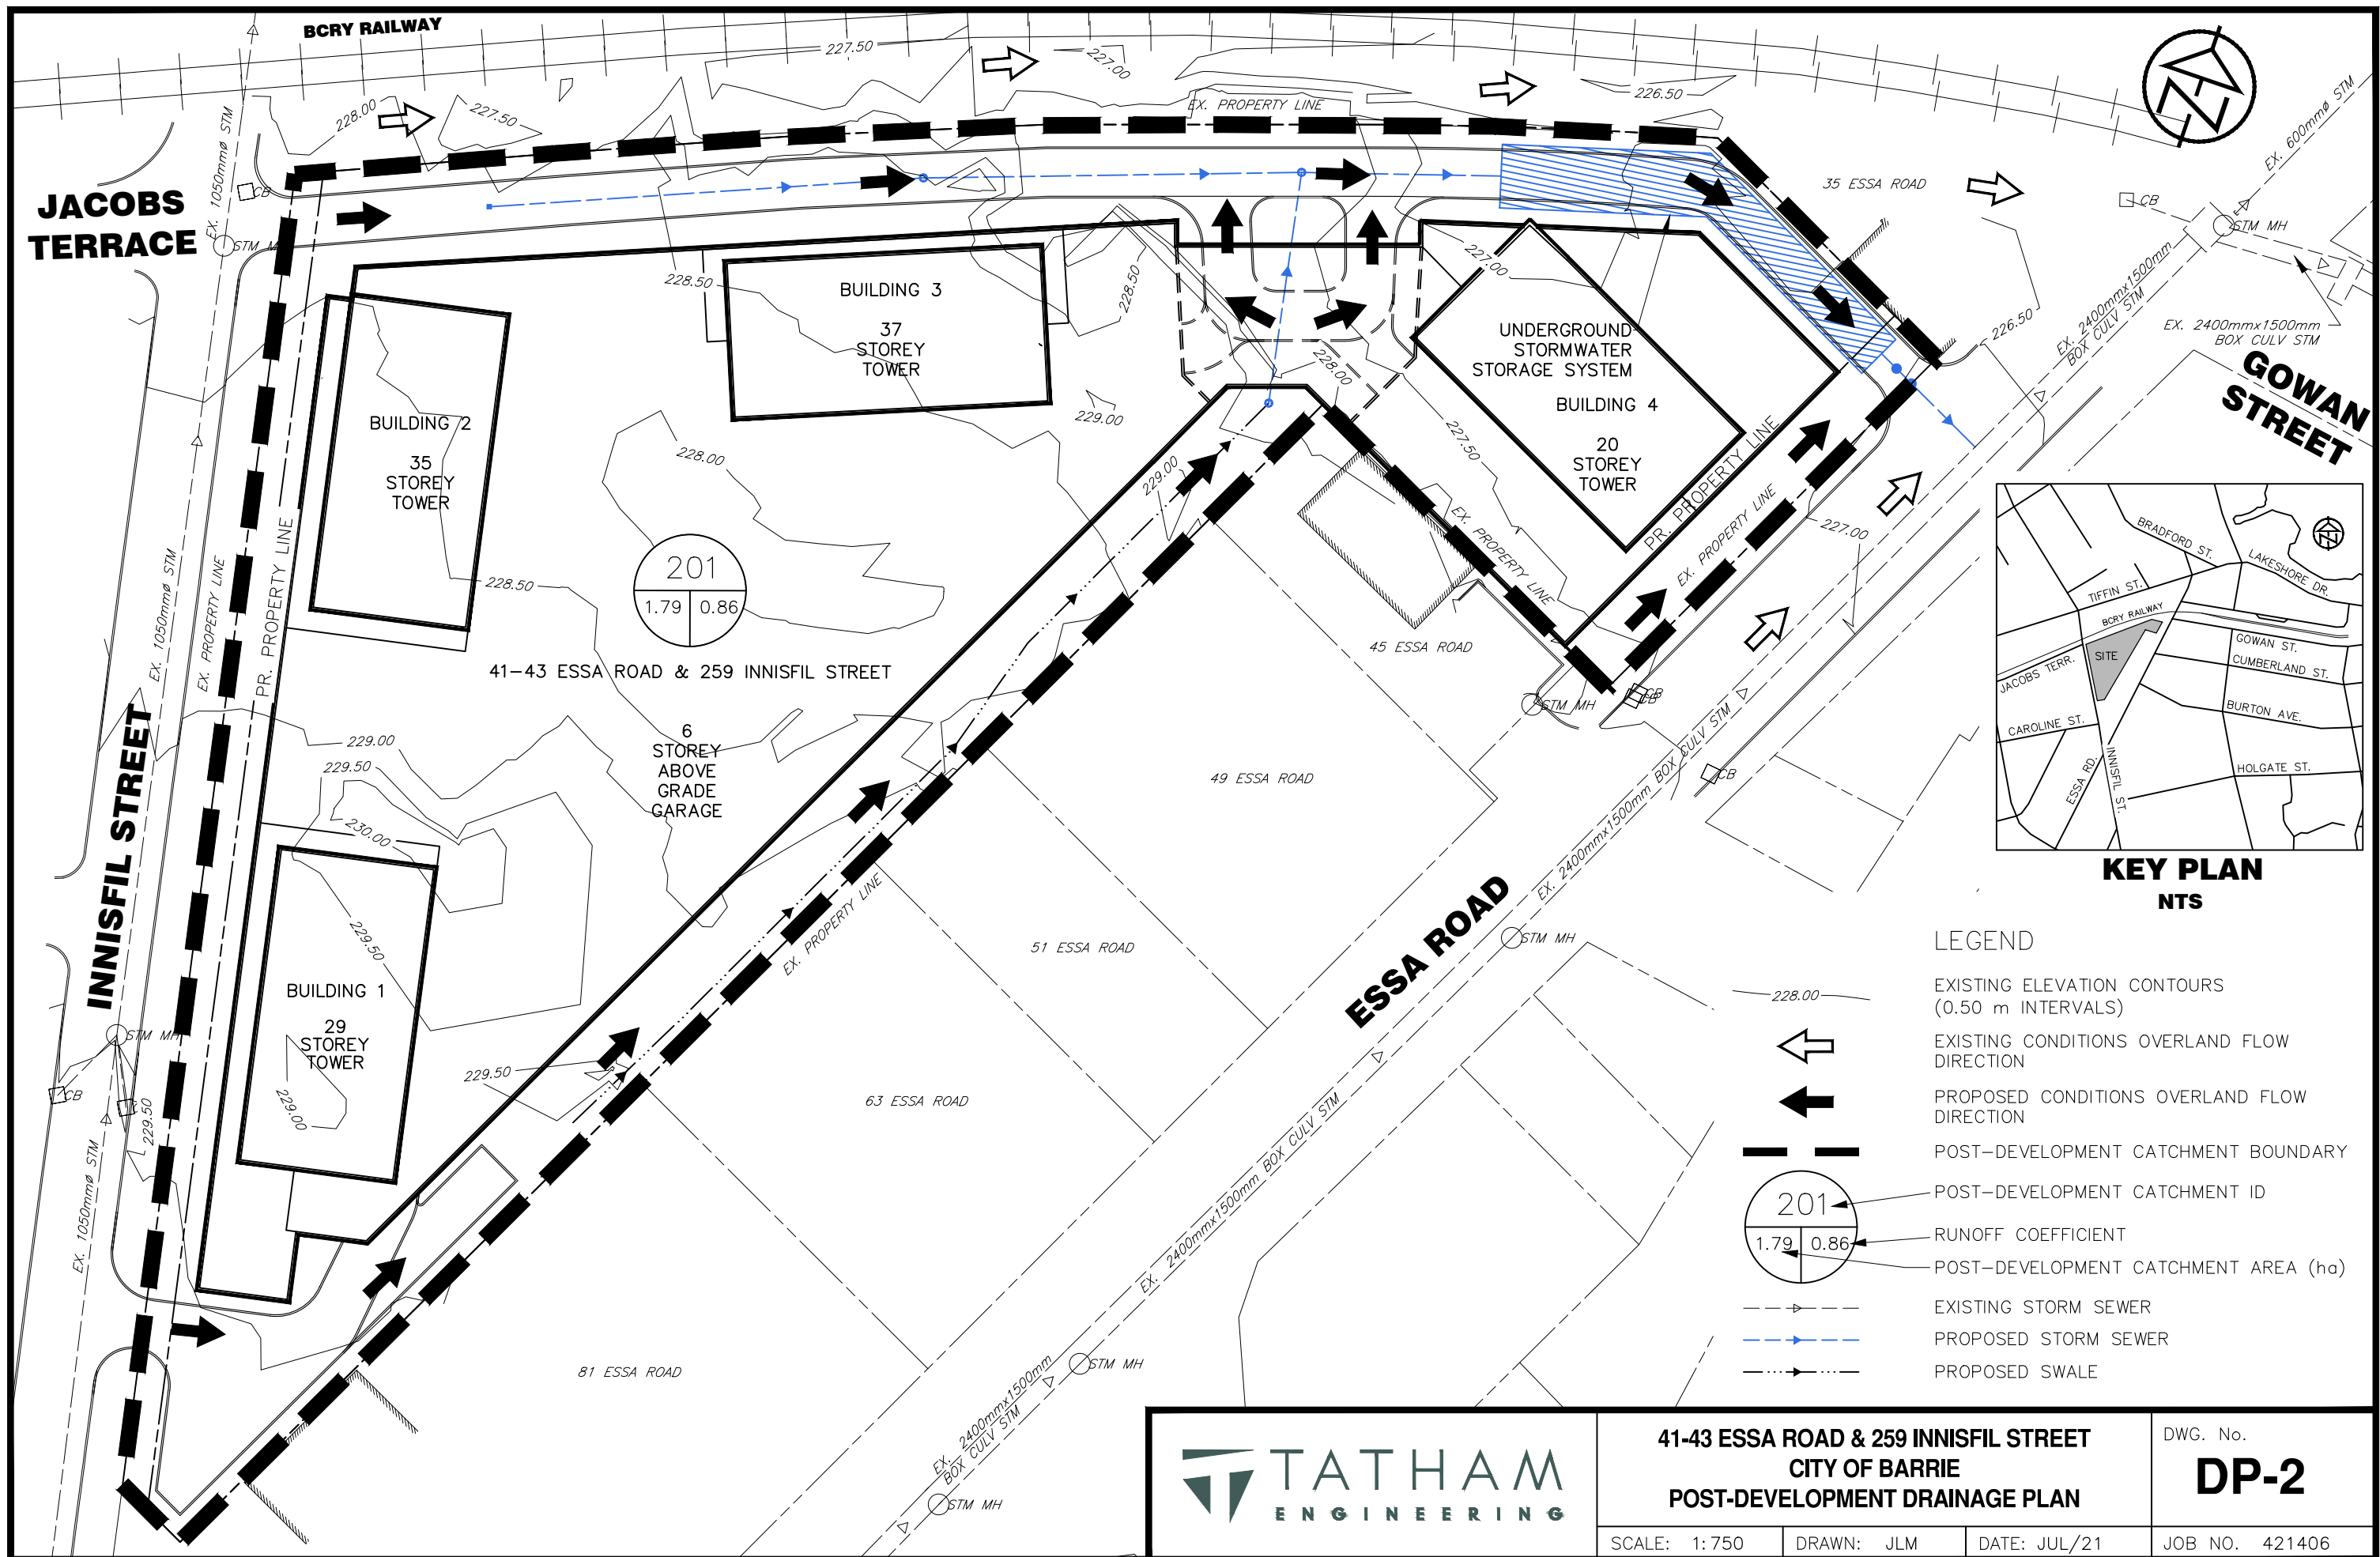 BCRY RAILWAY
227.50
227.00
228.00
227.50
EX. PROPERTY LINE
226.50
EX. 600mmø STM
EX. 1050mmø STM
CB
JACOBS
TERRACE
STM MH
35 ESSA ROAD
CB
STM MH
228.50
228.50
227.00
BUILDING 3
37
STOREY
TOWER
UNDERGROUND
STORMWATER
STORAGE SYSTEM
BUILDING 4
20
STOREY
TOWER
226.50
EX. 2400mmx1500mm
BOX CULV STM
EX. 2400mmx1500mm
BOX CULV STM
GOWAN
STREET
BUILDING 2
35
STOREY
TOWER
228.00
229.00
228.00
227.50
229.00
228.50
201
1.79
0.86
EX. PROPERTY LINE
PR. PROPERTY LINE
EX. PROPERTY LINE
227.00
45 ESSA ROAD
STM MH
CB
CB
EX. 1050mmø STM
EX. PROPERTY LINE
PR. PROPERTY LINE
41-43 ESSA ROAD & 259 INNISFIL STREET
6
STOREY
ABOVE
GRADE
GARAGE
229.00
229.50
230.00
229.50
INNISFIL STREET
49 ESSA ROAD
CB
EX. 2400mmx1500mm BOX CULV STM
EX. PROPERTY LINE
51 ESSA ROAD
ESSA ROAD
STM MH
BUILDING 1
29
STOREY
TOWER
229.00
229.50
STM MH
CB
229.50
EX. 1050mmø STM
63 ESSA ROAD
EX. 2400mmx1500mm BOX CULV STM
81 ESSA ROAD
STM MH
EX. 2400mmx1500mm
BOX CULV STM
STM MH
BRADFORD ST.
LAKESHORE DR.
TIFFIN ST.
BCRY RAILWAY
GOWAN ST.
SITE
CUMBERLAND ST.
JACOBS TERR.
BURTON AVE.
CAROLINE ST.
INNISFIL ST.
ESSA RD.
HOLGATE ST.
KEY PLAN
NTS
LEGEND
228.00
EXISTING ELEVATION CONTOURS
(0.50 m INTERVALS)
EXISTING CONDITIONS OVERLAND FLOW
DIRECTION
PROPOSED CONDITIONS OVERLAND FLOW
DIRECTION
POST-DEVELOPMENT CATCHMENT BOUNDARY
201
POST-DEVELOPMENT CATCHMENT ID
1.79
0.86
RUNOFF COEFFICIENT
POST-DEVELOPMENT CATCHMENT AREA (ha)
EXISTING STORM SEWER
PROPOSED STORM SEWER
PROPOSED SWALE
TATHAM
ENGINEERING
41-43 ESSA ROAD & 259 INNISFIL STREET
CITY OF BARRIE
POST-DEVELOPMENT DRAINAGE PLAN
DWG. No.
DP-2
SCALE: 1:750
DRAWN: JLM
DATE: JUL/21
JOB NO. 421406